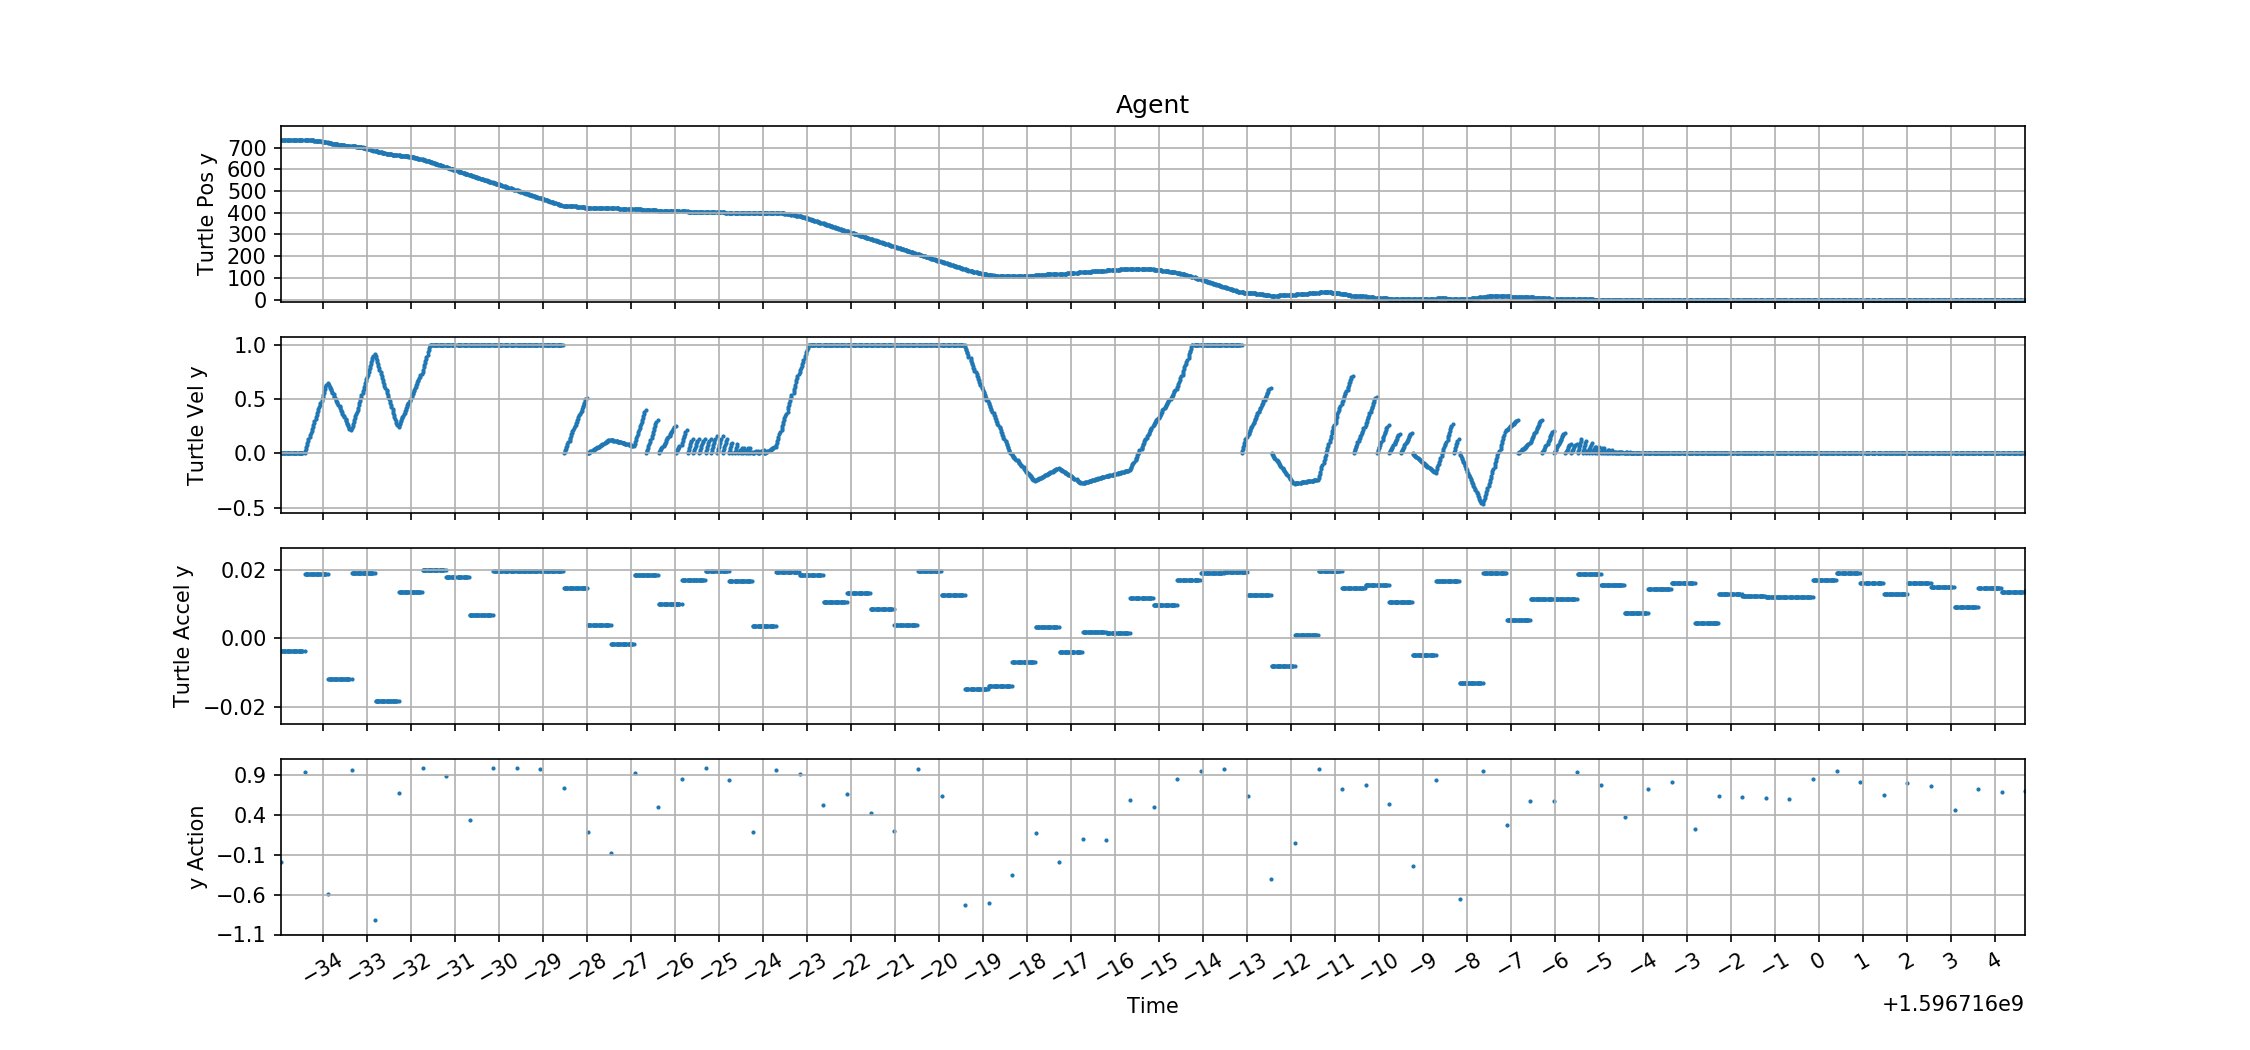 Agent
Turtle Pos y
700
600
500
400
300
200
100
0
Turtle Vel y
1.0
0.5
0.0
−0.5
Turtle Accel y
0.02
0.00
−0.02
y Action
0.9
0.4
−0.1
−0.6
−1.1
−34 −33 −32 −31 −30 −29 −28 −27 −26 −25 −24 −23 −22 −21 −20 −19 −18 −17 −16 −15 −14 −13 −12 −11 −10 −9 −8 −7 −6 −5 −4 −3 −2 −1 0 1 2 3 4
Time
+1.596716e9